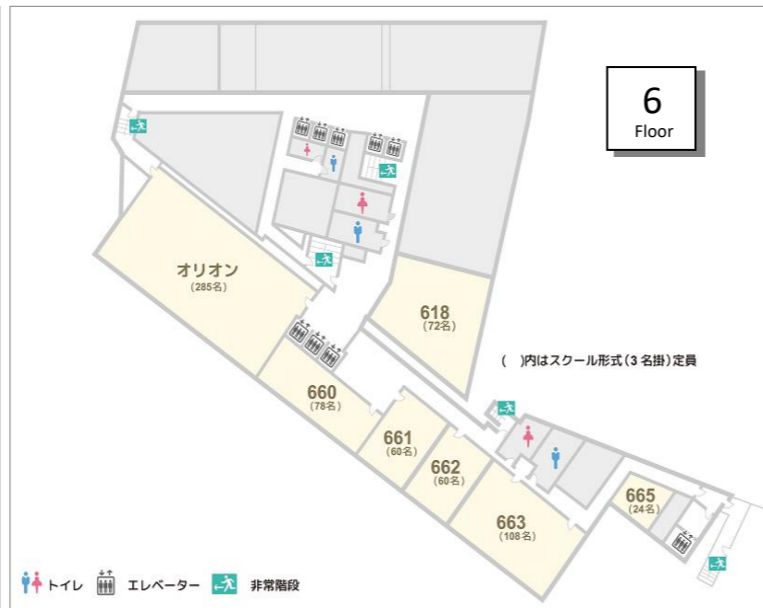 6
Floor
オリオン
(285名)
618
(72名)
( )内はスクール形式(3名掛)定員
660
(78名)
661
(60名)
662
(60名)
663
(108名)
665
(24名)
トイレ エレベーター 非常階段